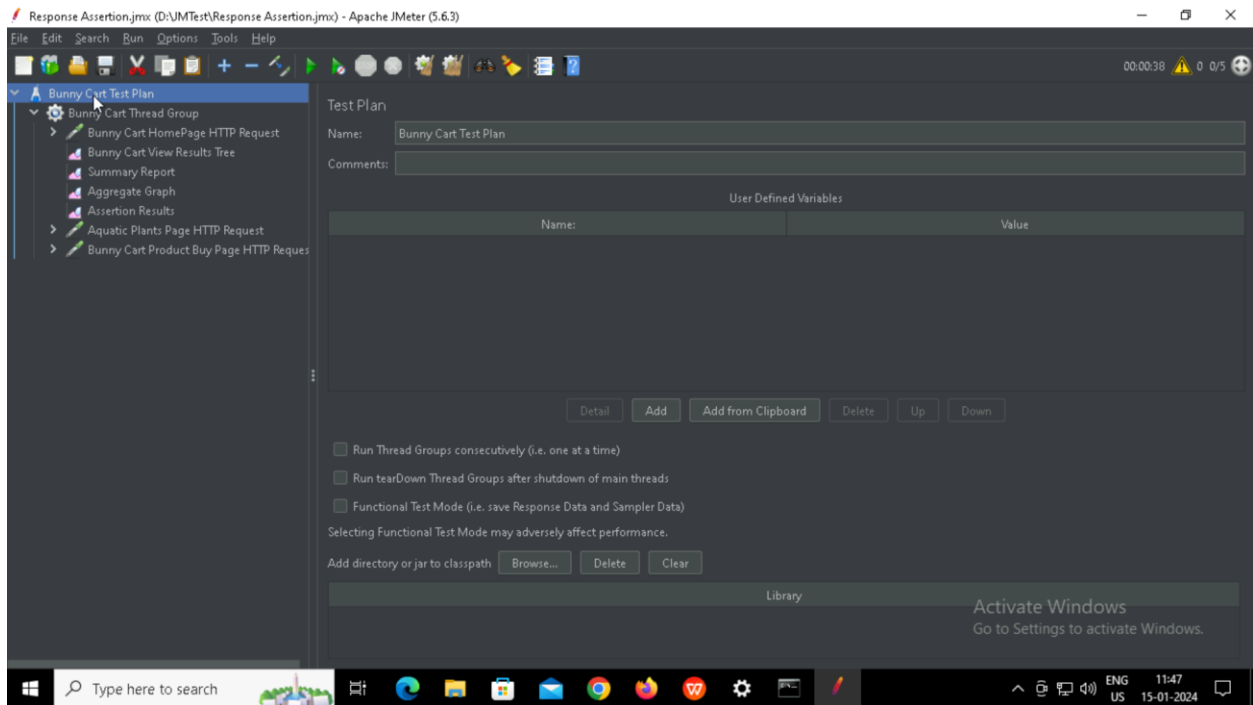 Response Assertion.jmx (D:\JMTest\Response Assertion.jmx) - Apache JMeter (5.6.3)
File Edit Search Run Options Tools Help
00:00:38 0 0/5
Bunny Cart Test Plan
Bunny Cart Thread Group
Bunny Cart HomePage HTTP Request
Bunny Cart View Results Tree
Summary Report
Aggregate Graph
Assertion Results
Aquatic Plants Page HTTP Request
Bunny Cart Product Buy Page HTTP Reques
Test Plan
Name: Bunny Cart Test Plan
Comments:
User Defined Variables
Name: Value
Detail Add Add from Clipboard Delete Up Down
Run Thread Groups consecutively (i.e. one at a time)
Run tearDown Thread Groups after shutdown of main threads
Functional Test Mode (i.e. save Response Data and Sampler Data)
Selecting Functional Test Mode may adversely affect performance.
Add directory or jar to classpath Browse... Delete Clear
Library
Activate Windows
Go to Settings to activate Windows.
Type here to search
ENG 11:47
US 15-01-2024